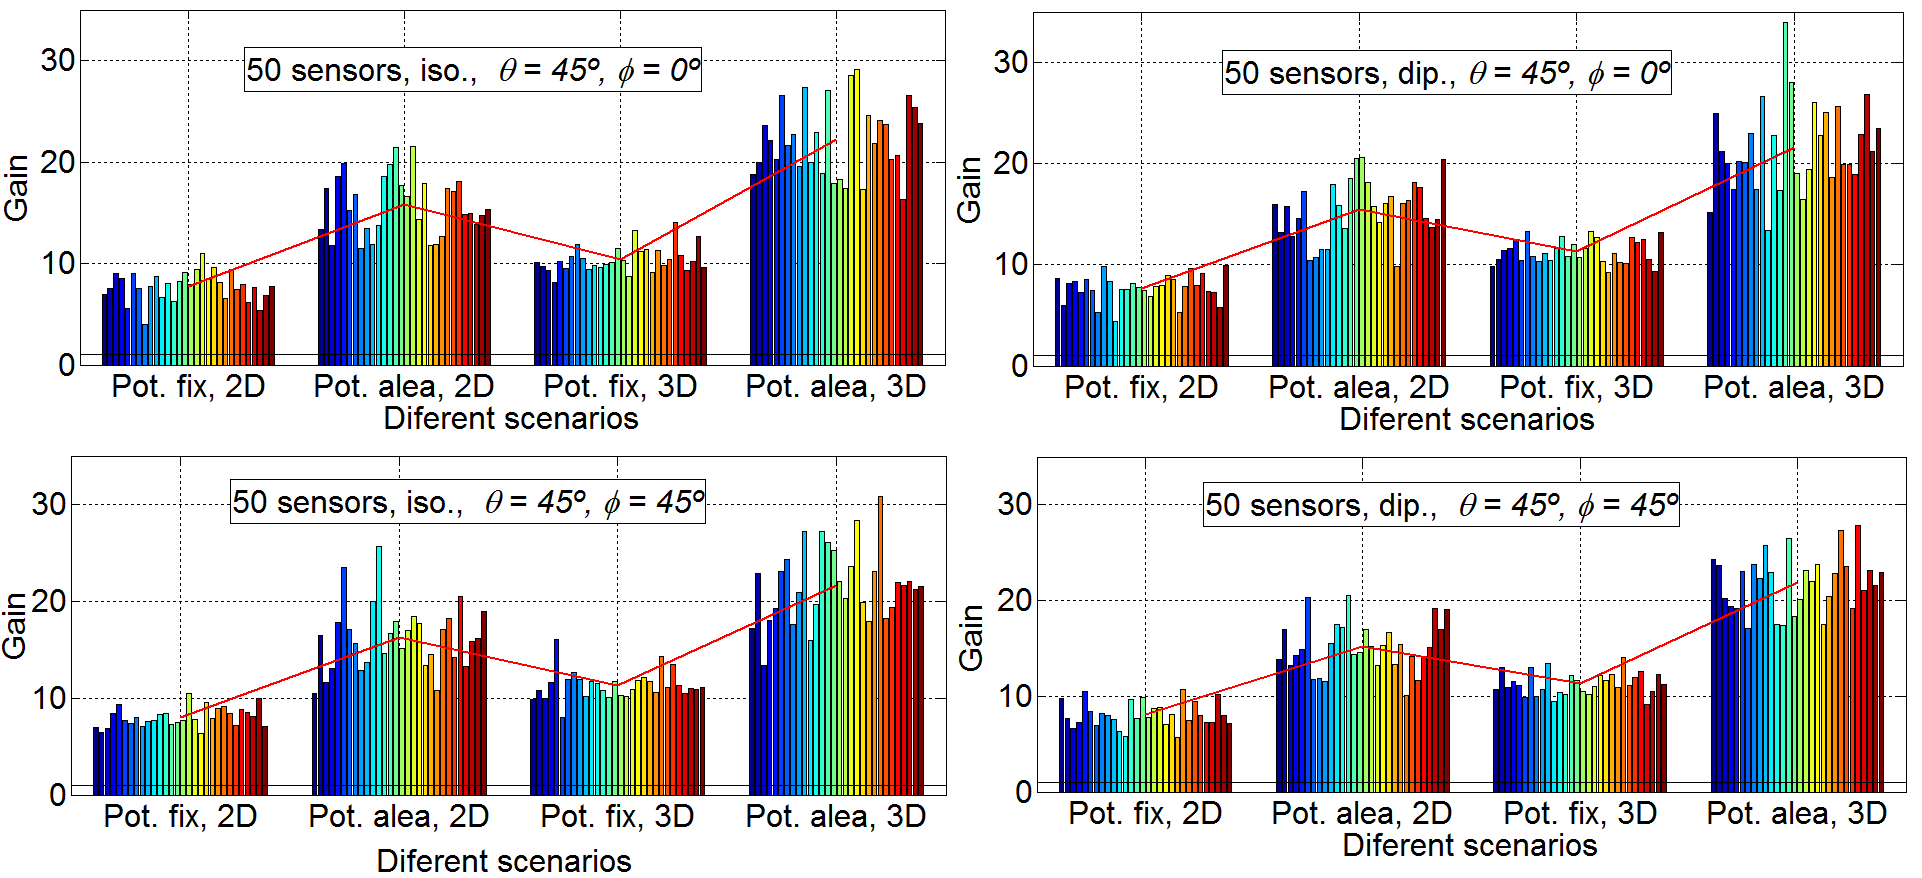 30
20
10
0
Gain
50 sensors, iso., θ = 45º, ϕ = 0º
Pot. fix, 2D Pot. alea, 2D Pot. fix, 3D Pot. alea, 3D
Diferent scenarios
30
20
10
0
Gain
50 sensors, dip., θ = 45º, ϕ = 0º
Pot. fix, 2D Pot. alea, 2D Pot. fix, 3D Pot. alea, 3D
Diferent scenarios
30
20
10
0
Gain
50 sensors, iso., θ = 45º, ϕ = 45º
Pot. fix, 2D Pot. alea, 2D Pot. fix, 3D Pot. alea, 3D
Diferent scenarios
30
20
10
0
Gain
50 sensors, dip., θ = 45º, ϕ = 45º
Pot. fix, 2D Pot. alea, 2D Pot. fix, 3D Pot. alea, 3D
Diferent scenarios